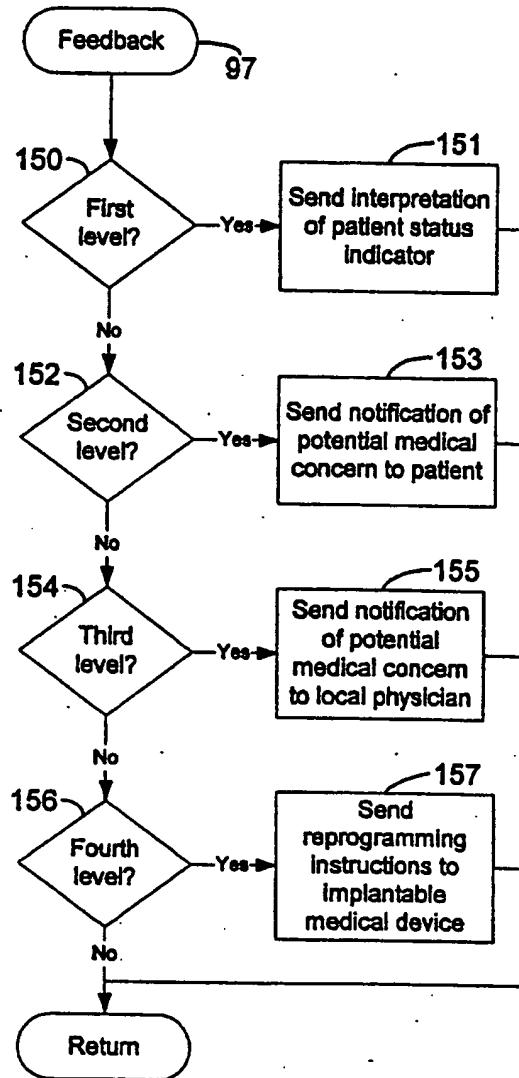 Feedback
97
150
First
level?
Yes
151
Send interpretation
of patient status
indicator
No
152
Second
level?
Yes
153
Send notification of
potential medical
concern to patient
No
154
Third
level?
Yes
155
Send notification
of potential
medical concern
to local physician
No
156
Fourth
level?
Yes
157
Send
reprogramming
instructions to
implantable
medical device
No
Return